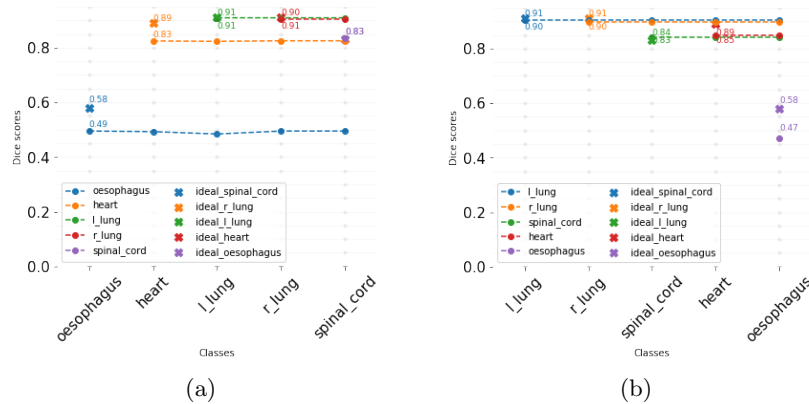 0.8
0.6
0.4
0.2
0.0
Dice scores
0.58
0.49
0.89
0.83
0.91
0.91
0.90
0.91
0.83
oesophagus
heart
l_lung
r_lung
spinal_cord
ideal_spinal_cord
ideal_r_lung
ideal_l_lung
ideal_heart
ideal_oesophagus
oesophagus
heart
l_lung
r_lung
spinal_cord
Classes
(a)
0.8
0.6
0.4
0.2
0.0
Dice scores
0.91
0.90
0.91
0.90
0.84
0.83
0.89
0.85
0.58
0.47
l_lung
r_lung
spinal_cord
heart
oesophagus
ideal_spinal_cord
ideal_r_lung
ideal_l_lung
ideal_heart
ideal_oesophagus
l_lung
r_lung
spinal_cord
heart
oesophagus
Classes
(b)